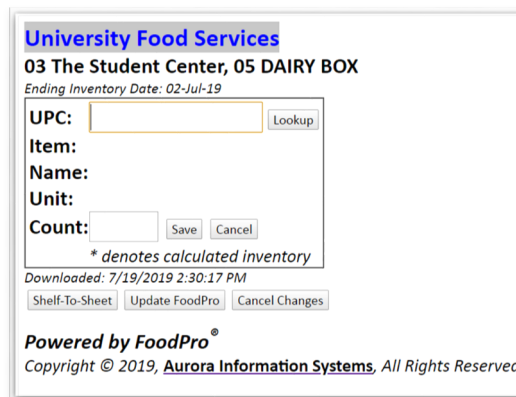 University Food Services
03 The Student Center, 05 DAIRY BOX
Ending Inventory Date: 02-Jul-19
UPC: Lookup
Item:
Name:
Unit:
Count: Save Cancel
* denotes calculated inventory
Downloaded: 7/19/2019 2:30:17 PM
Shelf-To-Sheet Update FoodPro Cancel Changes
Powered by FoodPro®
Copyright © 2019, Aurora Information Systems, All Rights Reserved